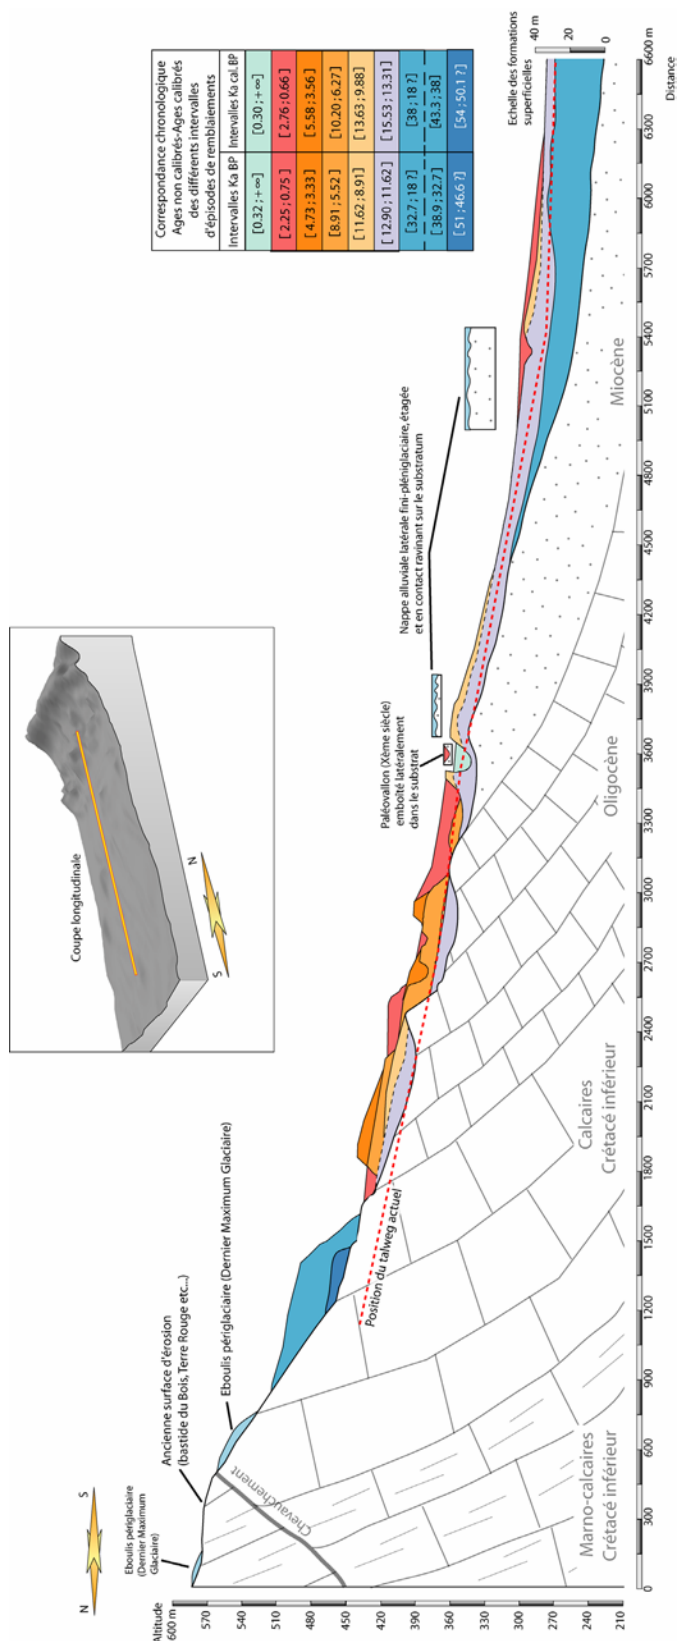 Coupe longitudinale
N
S
Correspondance chronologique
Ages non calibrés-Ages calibrés
des différents intervalles
d'épisodes de remblaiements
Intervalles Ka BP
Intervalles Ka cal. BP
[0.32 ; +∞]
[0.30 ; +∞]
[ 2.25; 0.75 ]
[ 2.76; 0.66 ]
[ 4.73; 3.33 ]
[ 5.58 ; 3.56 ]
[8.91; 5.52 ]
[10.20 ; 6.27]
[11.62 ; 8.91]
[13.63; 9.88]
[ 12.90 ; 11.62 ]
[15.53 ; 13.31]
[32.7 ; 18 ?]
[38 ; 18 ?]
[38.9 ; 32.7]
[43.3; 38]
[ 51 ; 46.6 ?]
[54 ; 50.1 ?]
N
S
Altitude
600 m
570
540
510
480
450
420
390
360
330
300
270
240
210
Eboulis périglaciaire
(Dernier Maximum
Glaciaire)
Ancienne surface d'érosion
(bastide du Bois, Terre Rouge etc...)
Eboulis périglaciaire (Dernier Maximum Glaciaire)
Chevauchement
Position du talweg actuel
Paléovallon (Xème siècle)
emboîté latéralement
dans le substrat
Nappe alluviale latérale fini-pléniglaciaire, étagée
et en contact ravinant sur le substratum
Echelle des formations
superficielles
40 m
20
0
Marno-calcaires
Crétacé inférieur
Calcaires
Crétacé inférieur
Oligocène
Miocène
0
300
600
900
1200
1500
1800
2100
2400
2700
3000
3300
3600
3900
4200
4500
4800
5100
5400
5700
6000
6300
6600 m
Distance